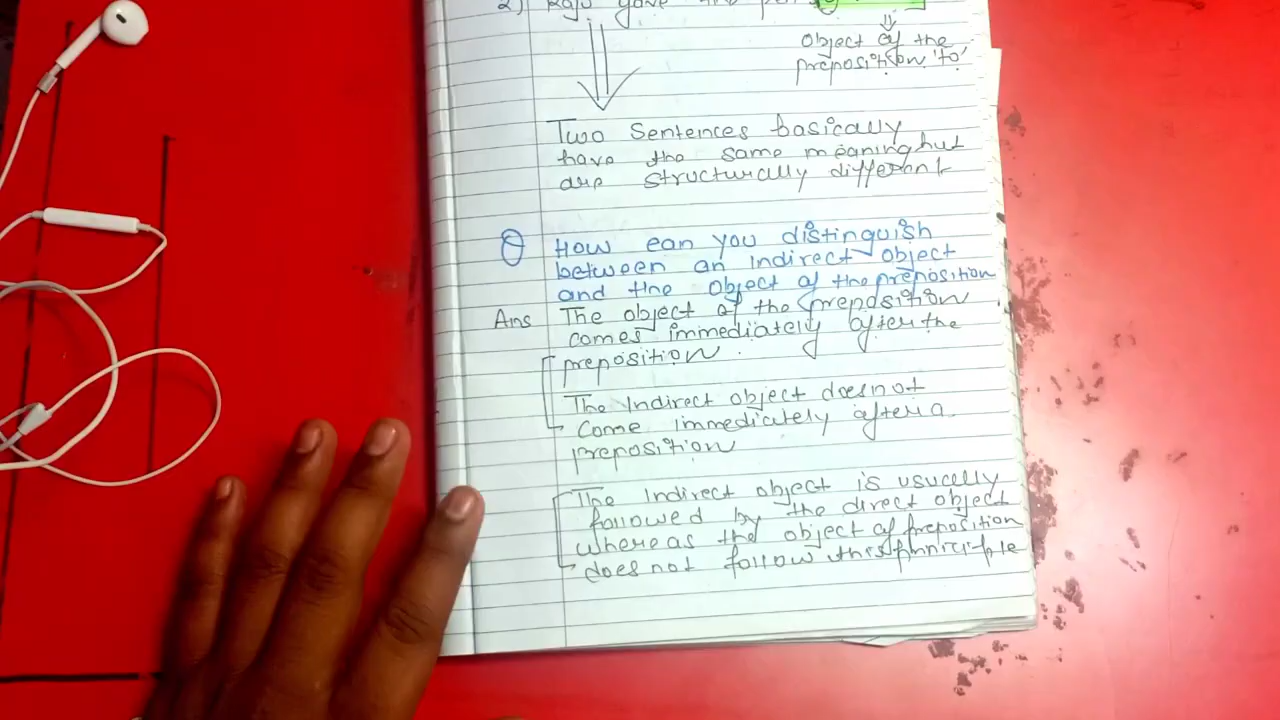 2) Raju gave
object of the
preposition 'to'
Two Sentences basically
have the same meaning but
are structurally different
Q How can you distinguish
between an indirect object
and the object of the preposition
Ans The object of the preposition
comes immediately after the
preposition.
The Indirect object does not
Come immediately after a
preposition
The Indirect object is usually
followed by the direct object
whereas the object of preposition
does not follow this principle